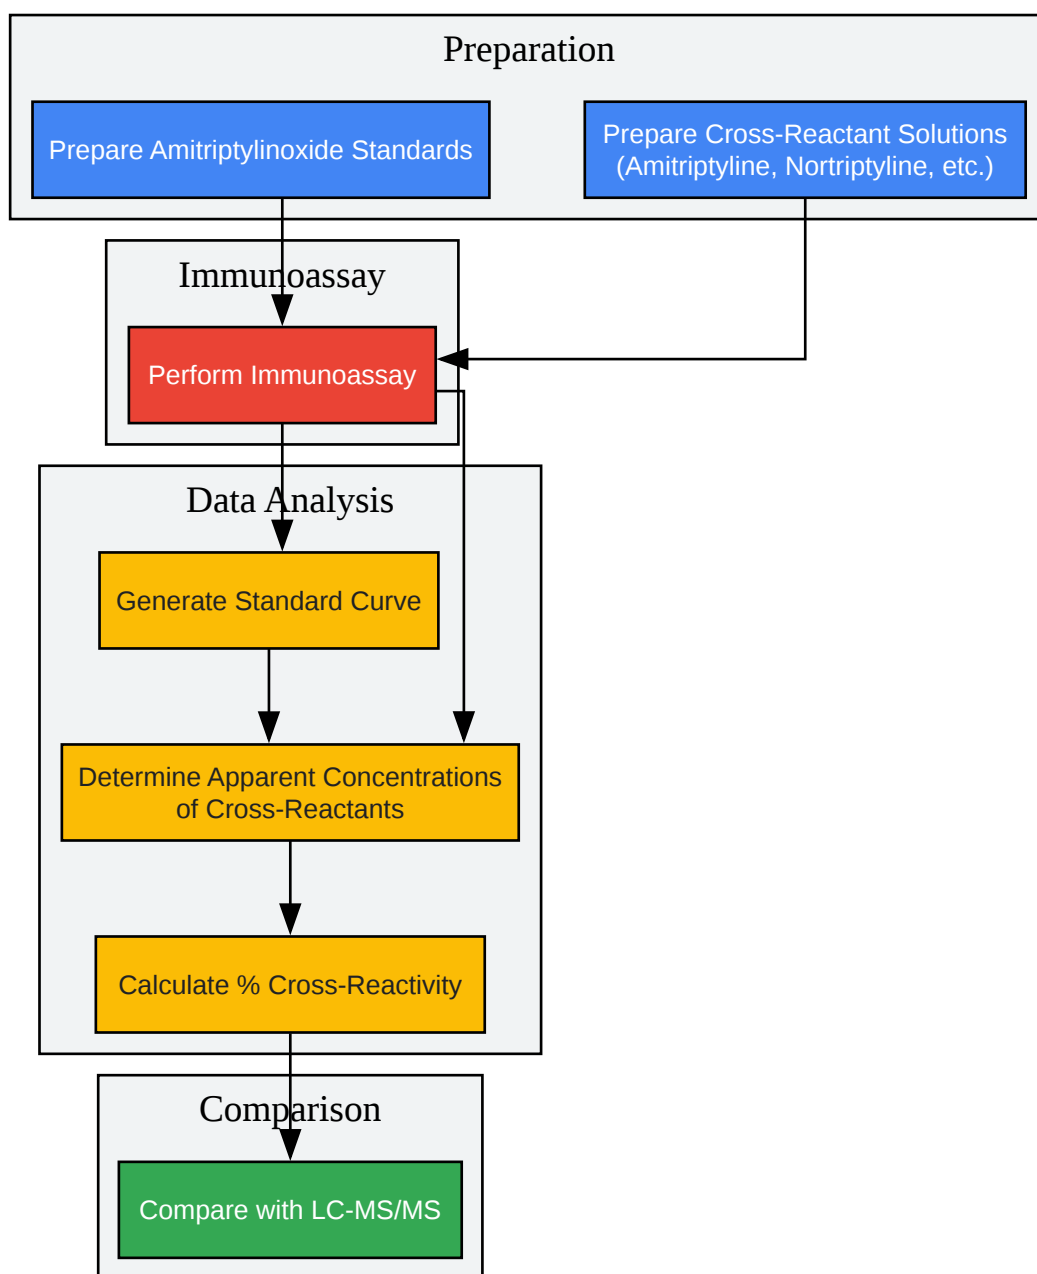 Preparation
Prepare Amitriptylinoxide Standards
Prepare Cross-Reactant Solutions
(Amitriptyline, Nortriptyline, etc.)
Immunoassay
Perform Immunoassay
Data Analysis
Generate Standard Curve
Determine Apparent Concentrations
of Cross-Reactants
Calculate % Cross-Reactivity
Comparison
Compare with LC-MS/MS